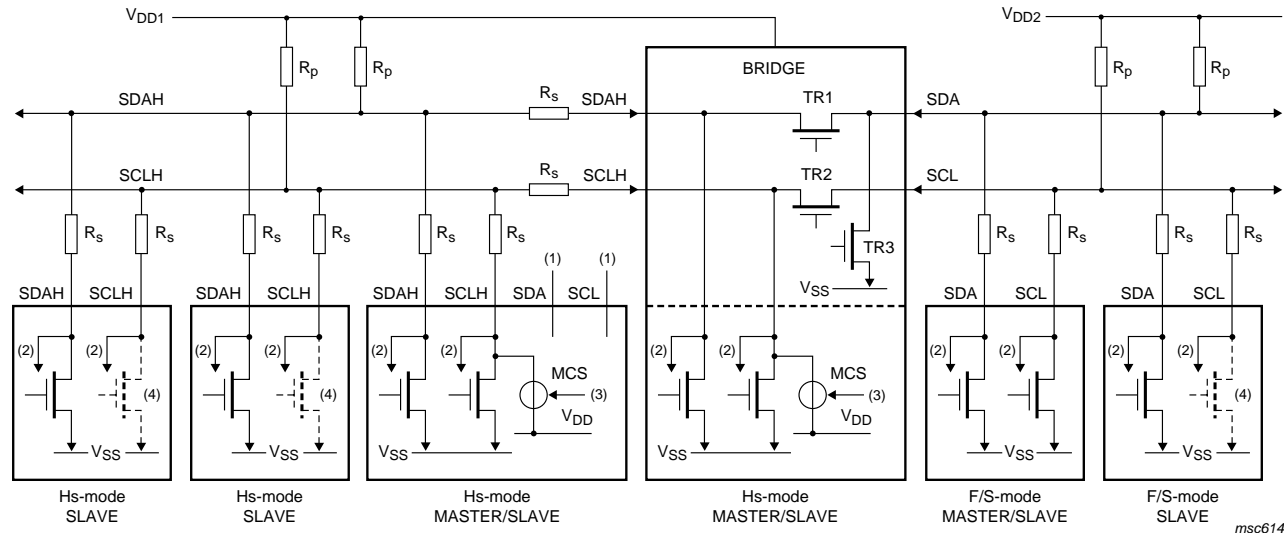 VDD1
VDD2
BRIDGE
Rp
Rp
Rp
Rp
SDAH
Rs
SDAH
TR1
SDA
SCLH
Rs
SCLH
TR2
SCL
Rs
Rs
Rs
Rs
Rs
Rs
Rs
Rs
Rs
Rs
TR3
(1)
(1)
VSS
SDAH
SCLH
SDAH
SCLH
SDAH
SCLH
SDA
SCL
SDA
SCL
SDA
SCL
(2)
(2)
(2)
(2)
(2)
(2)
(2)
(2)
(2)
(2)
(2)
(2)
(4)
(4)
MCS
(3)
VDD
MCS
(3)
VDD
(4)
VSS
VSS
VSS
VSS
VSS
VSS
Hs-mode
SLAVE
Hs-mode
SLAVE
Hs-mode
MASTER/SLAVE
Hs-mode
MASTER/SLAVE
F/S-mode
MASTER/SLAVE
F/S-mode
SLAVE
msc614